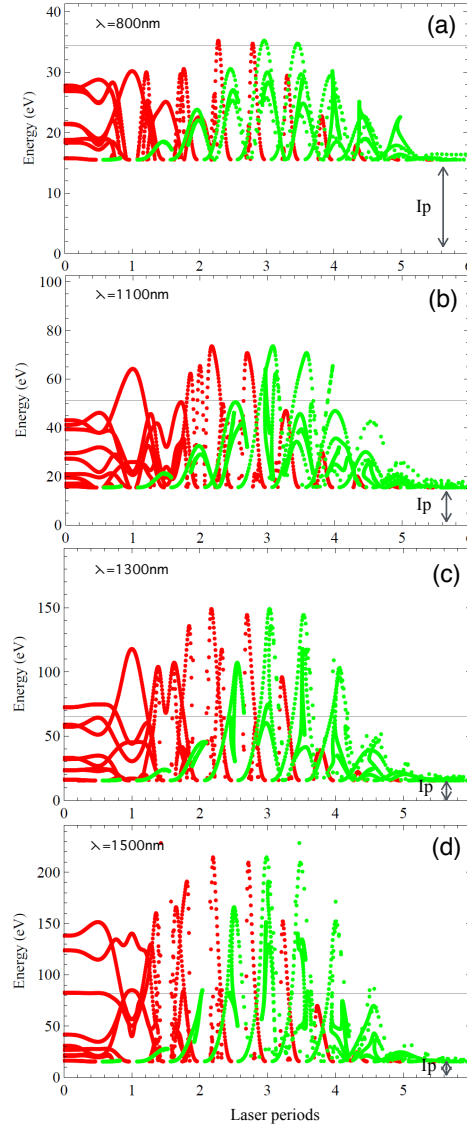 (a)
λ=800nm
40
30
20
10
0
Energy (eV)
Ip
0 1 2 3 4 5 6
(b)
λ=1100nm
100
80
60
40
20
0
Energy (eV)
Ip
0 1 2 3 4 5 6
(c)
λ=1300nm
150
100
50
0
Energy (eV)
Ip
0 1 2 3 4 5
(d)
λ=1500nm
200
150
100
50
0
Energy (eV)
Ip
0 1 2 3 4 5 6
Laser periods